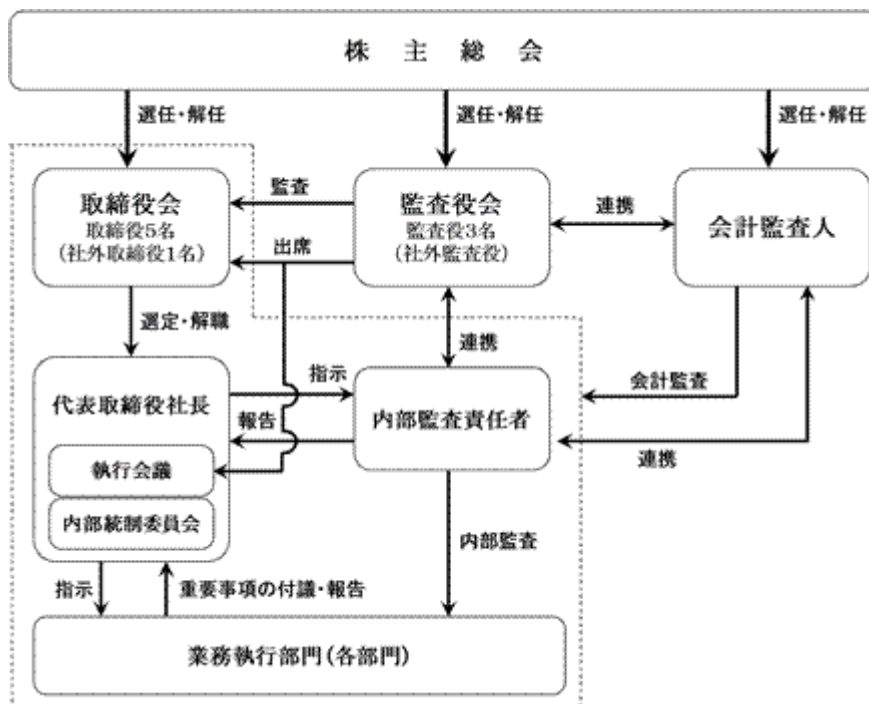 株主総会
選任・解任
選任・解任
選任・解任
取締役会
取締役5名
(社外取締役1名)
監査
出席
監査役会
監査役3名
(社外監査役)
連携
会計監査人
選定・解職
連携
会計監査
連携
代表取締役社長
執行会議
内部統制委員会
指示
報告
内部監査責任者
内部監査
指示
重要事項の付議・報告
業務執行部門(各部門)